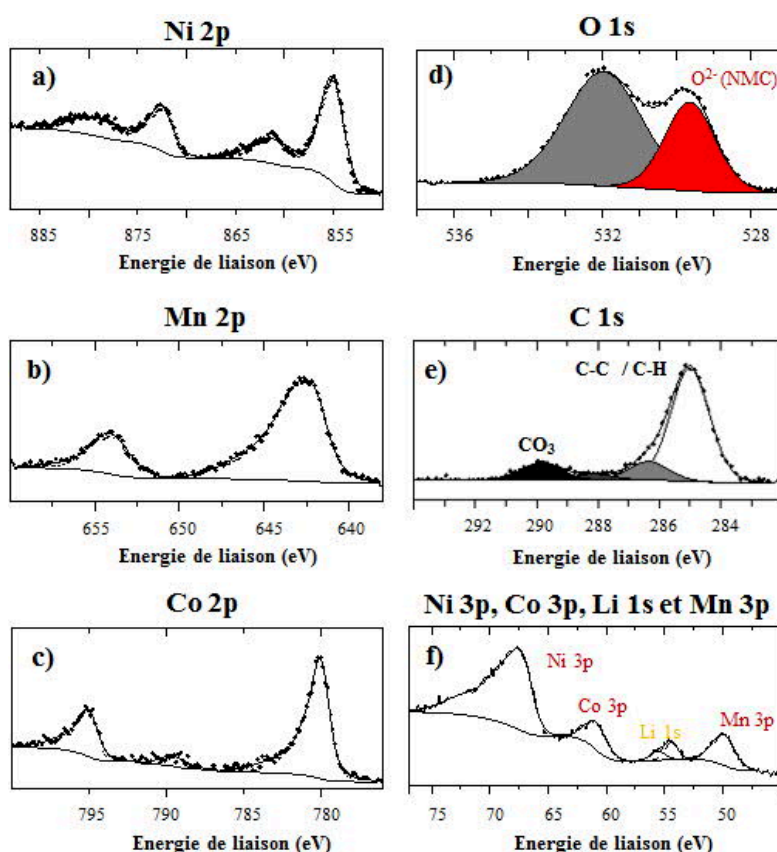 Ni 2p
a)
885 875 865 855
Energie de liaison (eV)
O 1s
d)
O²⁻ (NMC)
536 532 528
Energie de liaison (eV)
Mn 2p
b)
655 650 645 640
Energie de liaison (eV)
C 1s
e)
C-C / C-H
CO₃
292 290 288 286 284
Energie de liaison (eV)
Co 2p
c)
795 790 785 780
Energie de liaison (eV)
Ni 3p, Co 3p, Li 1s et Mn 3p
f)
Ni 3p
Co 3p
Li 1s
Mn 3p
75 70 65 60 55 50
Energie de liaison (eV)